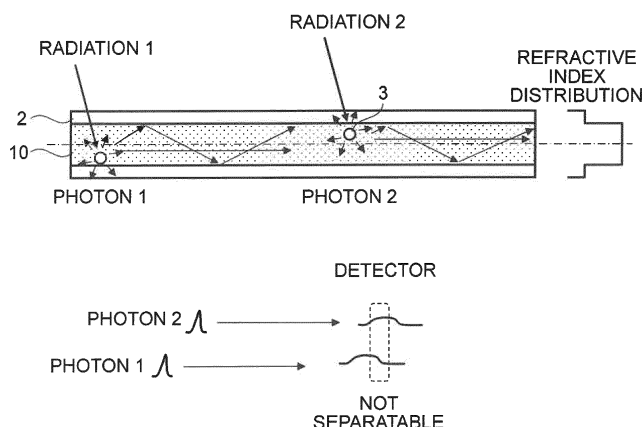 RADIATION 1
RADIATION 2
REFRACTIVE
INDEX
DISTRIBUTION
2
3
10
PHOTON 1
PHOTON 2
DETECTOR
PHOTON 2
PHOTON 1
NOT
SEPARATABLE